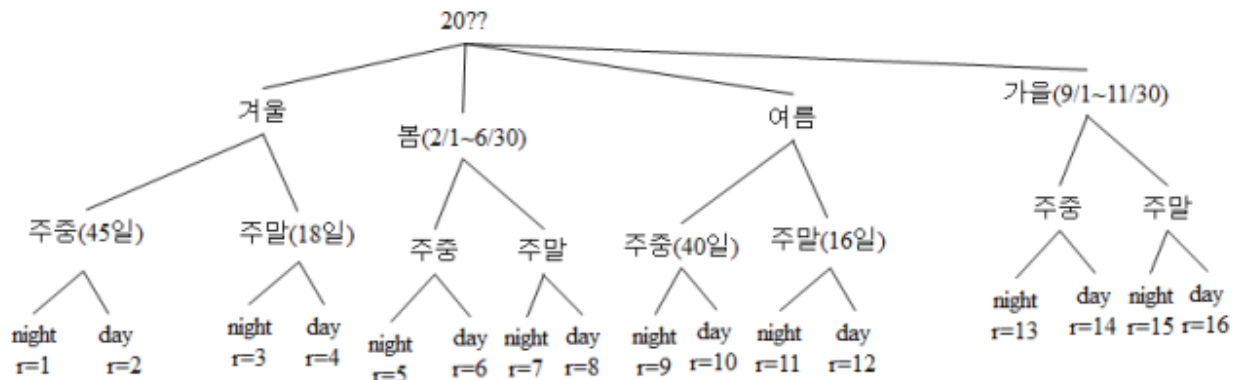 20??
겨울
봄(2/1~6/30)
여름
가을(9/1~11/30)
주중(45일)
주말(18일)
주중
주말
주중(40일)
주말(16일)
주중
주말
night
r=1
day
r=2
night
r=3
day
r=4
night
r=5
day
r=6
night
r=7
day
r=8
night
r=9
day
r=10
night
r=11
day
r=12
night
r=13
day
r=14
night
r=15
day
r=16